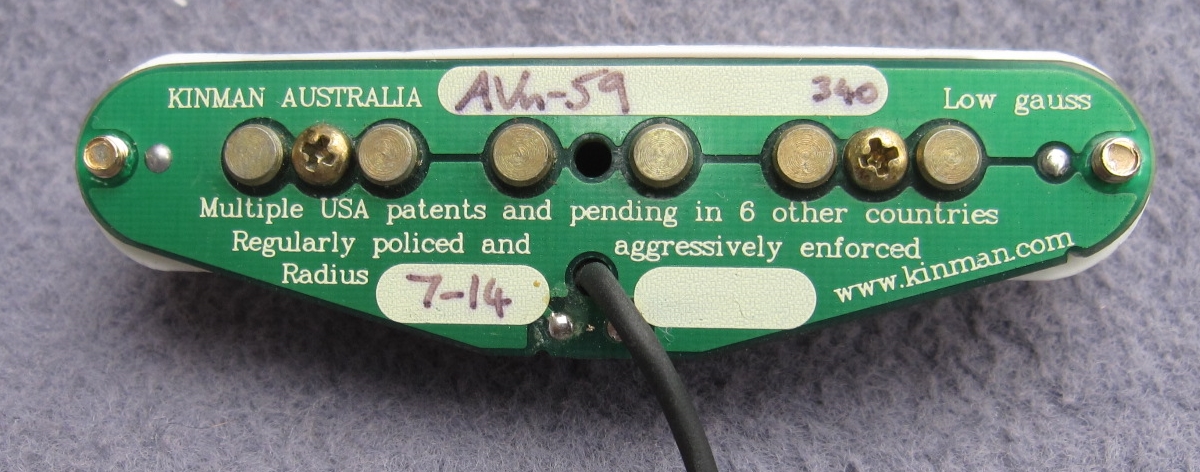 KINMAN AUSTRALIA AVn-59 340 Low gauss
Multiple USA patents and pending in 6 other countries
Regularly policed and aggressively enforced
Radius 7-14 www.kinman.com